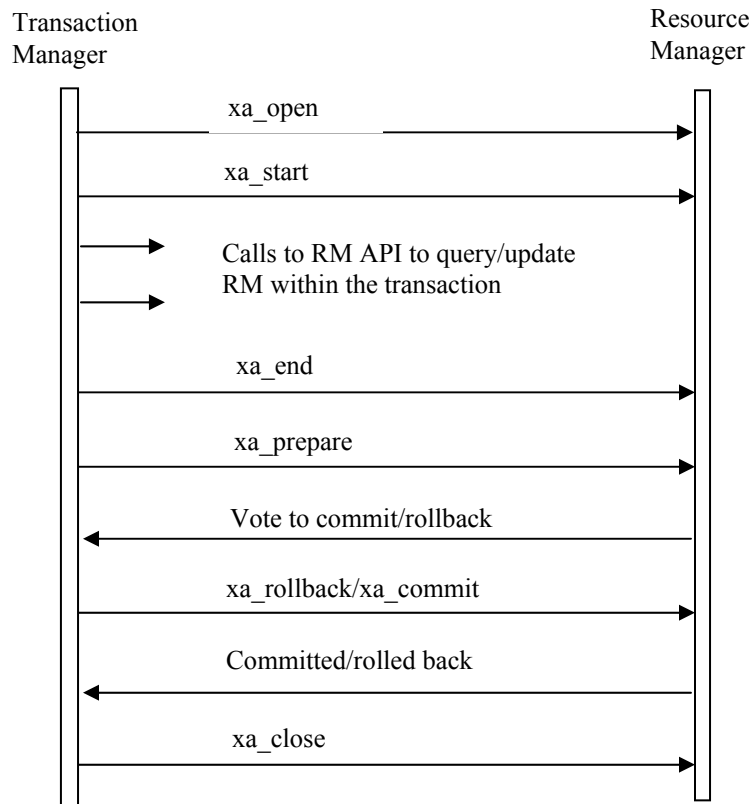 Transaction
Manager
Resource
Manager
xa_open
xa_start
Calls to RM API to query/update
RM within the transaction
xa_end
xa_prepare
Vote to commit/rollback
xa_rollback/xa_commit
Committed/rolled back
xa_close